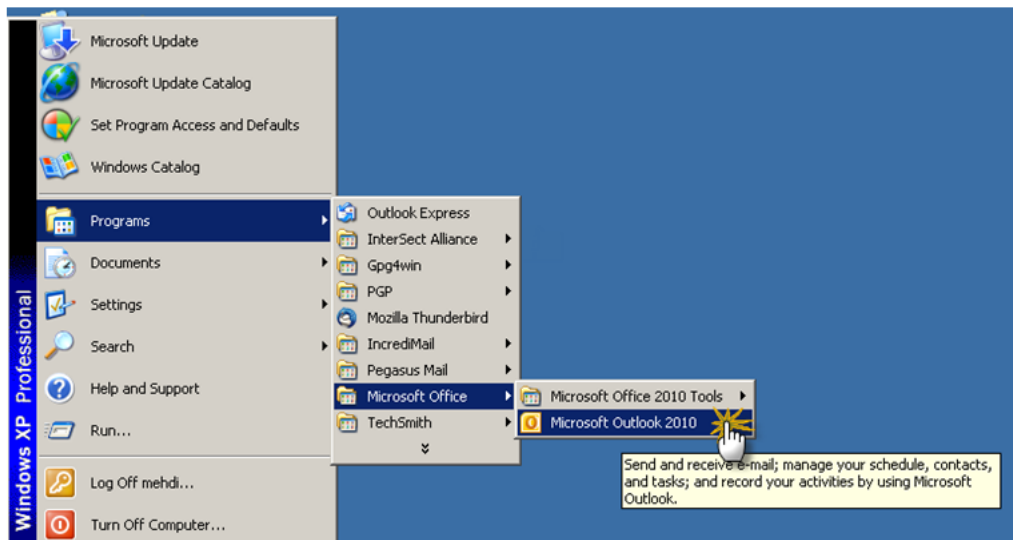 Microsoft Update
Microsoft Update Catalog
Set Program Access and Defaults
Windows Catalog
Programs
Documents
Settings
Search
Help and Support
Run...
Log Off mehdi...
Turn Off Computer...
Windows XP Professional
Outlook Express
InterSect Alliance
Gpg4win
PGP
Mozilla Thunderbird
IncrediMail
Pegasus Mail
Microsoft Office
TechSmith
Microsoft Office 2010 Tools
Microsoft Outlook 2010
Send and receive e-mail; manage your schedule, contacts,
and tasks; and record your activities by using Microsoft
Outlook.